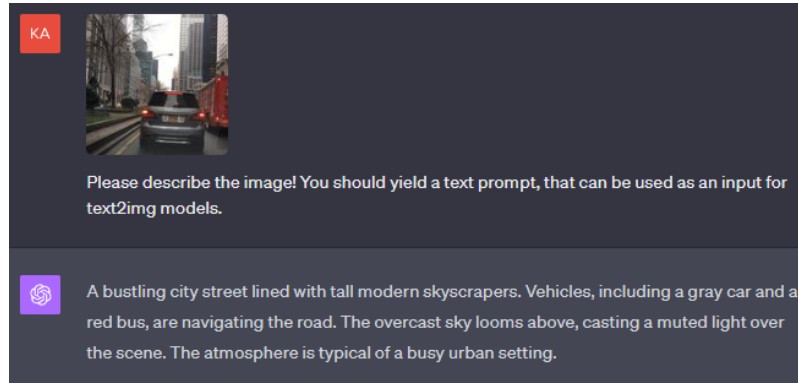 KA
Please describe the image! You should yield a text prompt, that can be used as an input for
text2img models.
A bustling city street lined with tall modern skyscrapers. Vehicles, including a gray car and a
red bus, are navigating the road. The overcast sky looms above, casting a muted light over
the scene. The atmosphere is typical of a busy urban setting.